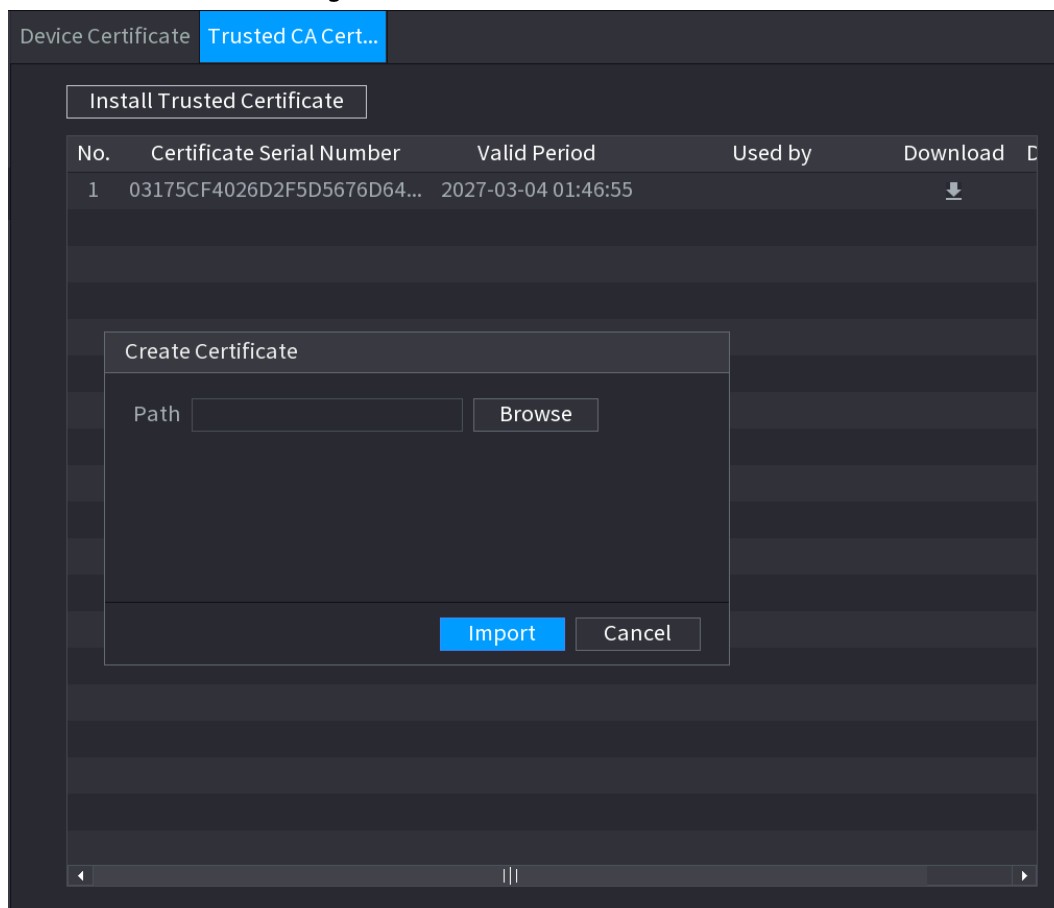 Device Certificate Trusted CA Cert...
Install Trusted Certificate
No. Certificate Serial Number Valid Period Used by Download D
1 03175CF4026D2F5D5676D64... 2027-03-04 01:46:55
Create Certificate
Path Browse
Import Cancel